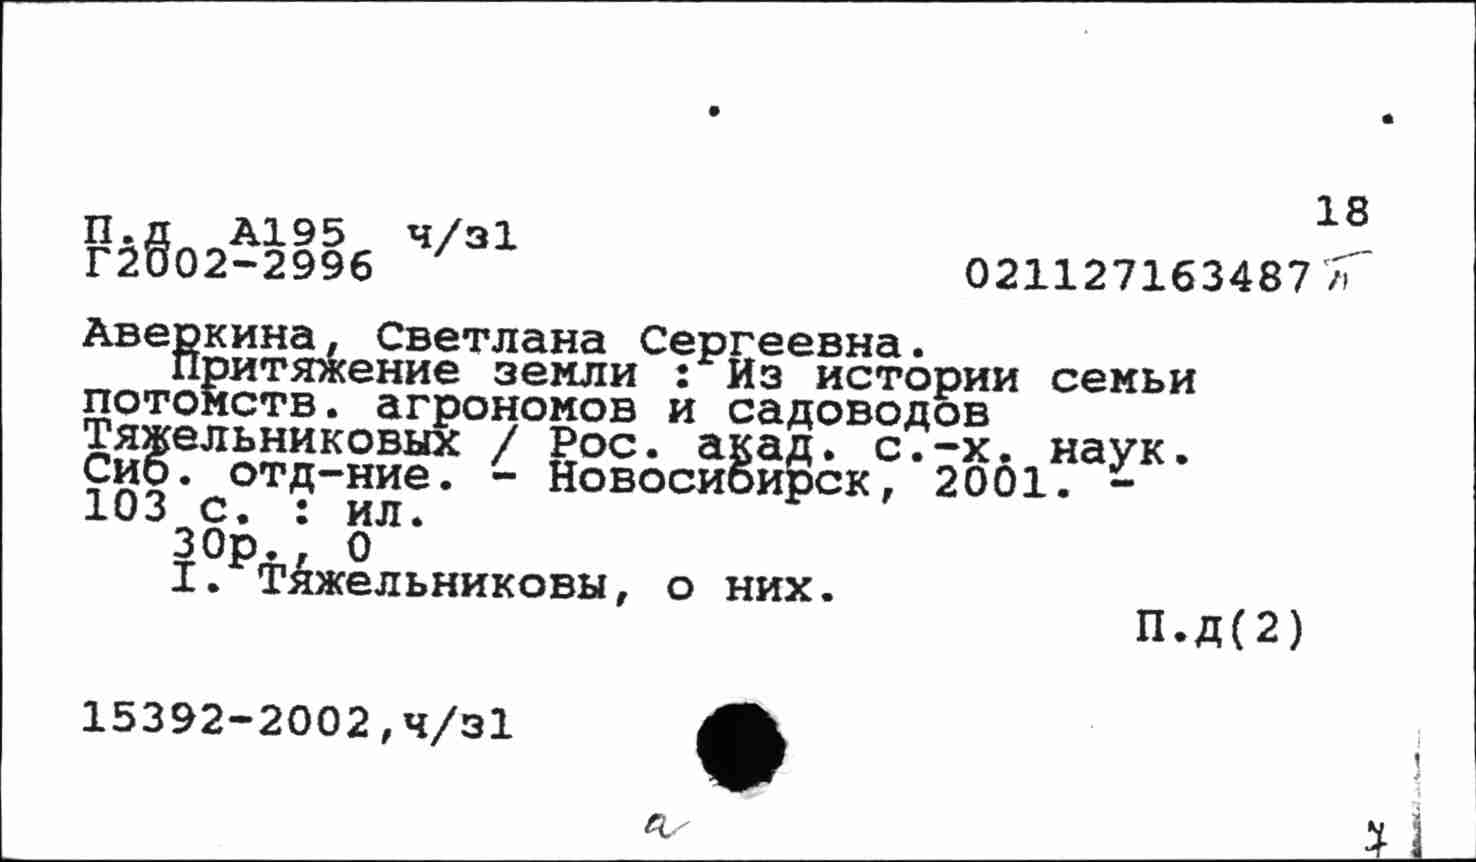 18
П.д А195 ч/з1
Г2002-2996
021127163487 п
Аверкина, Светлана Сергеевна.
Притяжение земли : Из истории семьи
потомств. агрономов и садоводов
Тяжельниковых / Рос. акад. с.-х. наук.
Сиб. отд-ние. - Новосибирск, 2001. -
103 с. : ил.
30р., 0
I. Тяжельниковы, о них.
П.д(2)
15392-2002,ч/з1
а
7